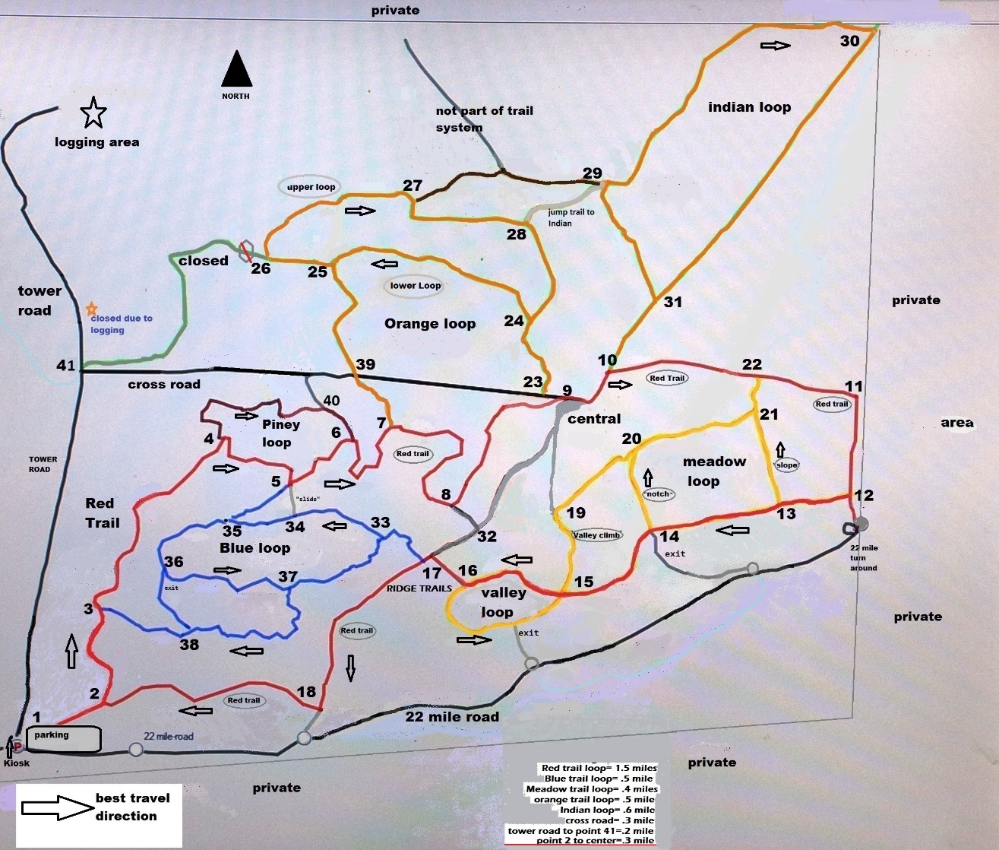 private
30
NORTH
indian loop
not part of trail
system
logging area
29
27
upper loop
jump trail to
Indian
28
closed
26
25
tower
road
lower Loop
31
private
closed due to
logging
24
Orange loop
41
39
10
22
cross road
23
9
Red Trail
11
Red trail
40
central
21
area
Piney
loop
7
4
6
20
TOWER
ROAD
Red trail
meadow
loop
"slope"
5
8
"notch"
12
Red
Trail
"slide"
19
13
35
34
33
32
Valley climb
14
Blue loop
22 mile
turn
around
exit
36
37
17
16
15
RIDGE TRAILS
exit
valley
loop
3
private
Red trail
exit
38
2
18
Red trail
1
22 mile road
parking
22 mile-road
P
Kiosk
private
private
best travel
direction
Red trail loop= 1.5 miles
Blue trail loop= .5 mile
Meadow trail loop= .4 miles
orange trail loop= .5 mile
Indian loop= .6 mile
cross road= .3 mile
tower road to point 41=.2 mile
point 2 to center=.3 mile